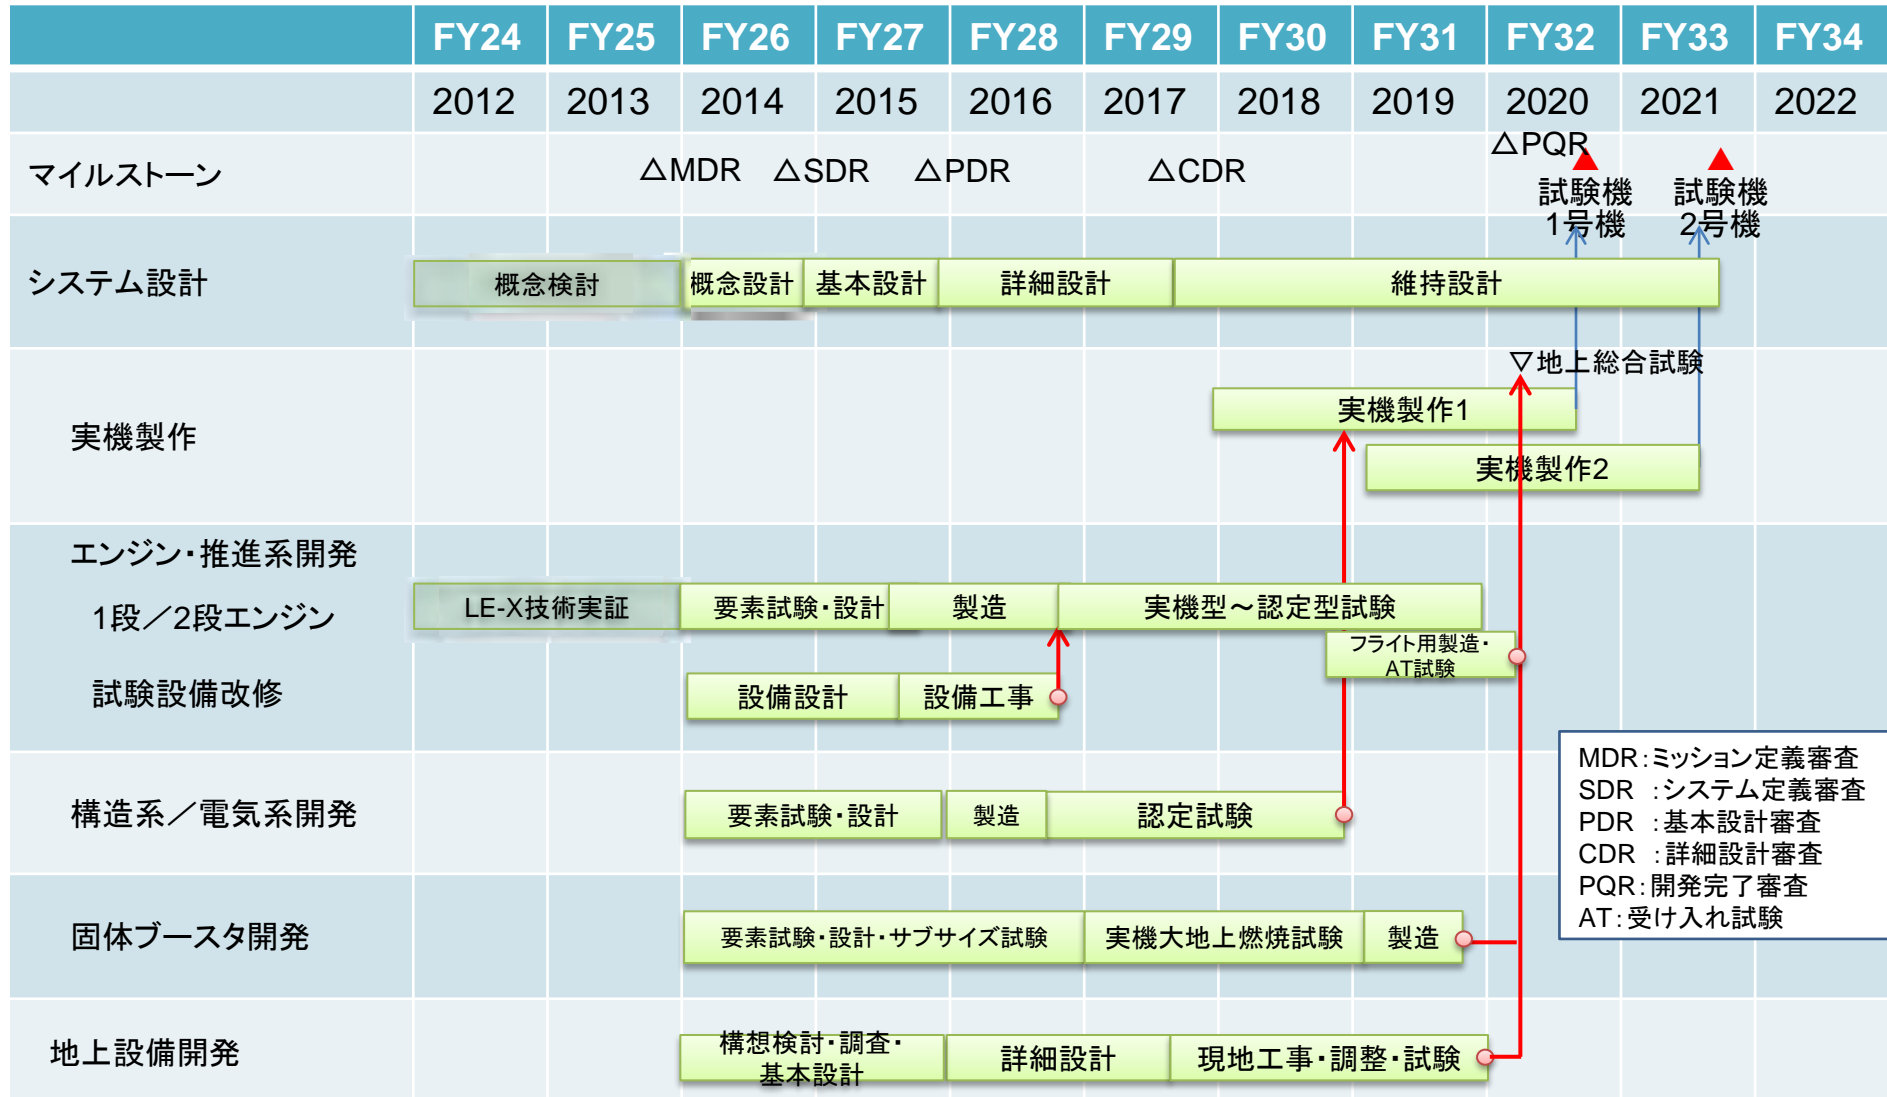 FY24 FY25 FY26 FY27 FY28 FY29 FY30 FY31 FY32 FY33 FY34
2012 2013 2014 2015 2016 2017 2018 2019 2020 2021 2022
マイルストーン
△MDR △SDR △PDR △CDR △PQR
▲ ▲
試験機
1号機
試験機
2号機
システム設計
概念検討 概念設計 基本設計 詳細設計 維持設計
▽地上総合試験
実機製作
実機製作1
実機製作2
エンジン・推進系開発
1段／2段エンジン
LE-X技術実証 要素試験・設計 製造 実機型～認定型試験
フライト用製造・
AT試験
試験設備改修
設備設計 設備工事
構造系／電気系開発
要素試験・設計 製造 認定試験
固体ブースタ開発
要素試験・設計・サブサイズ試験 実機大地上燃焼試験 製造
地上設備開発
構想検討・調査・
基本設計
詳細設計 現地工事・調整・試験
MDR：ミッション定義審査
SDR ：システム定義審査
PDR ：基本設計審査
CDR ：詳細設計審査
PQR：開発完了審査
AT：受け入れ試験